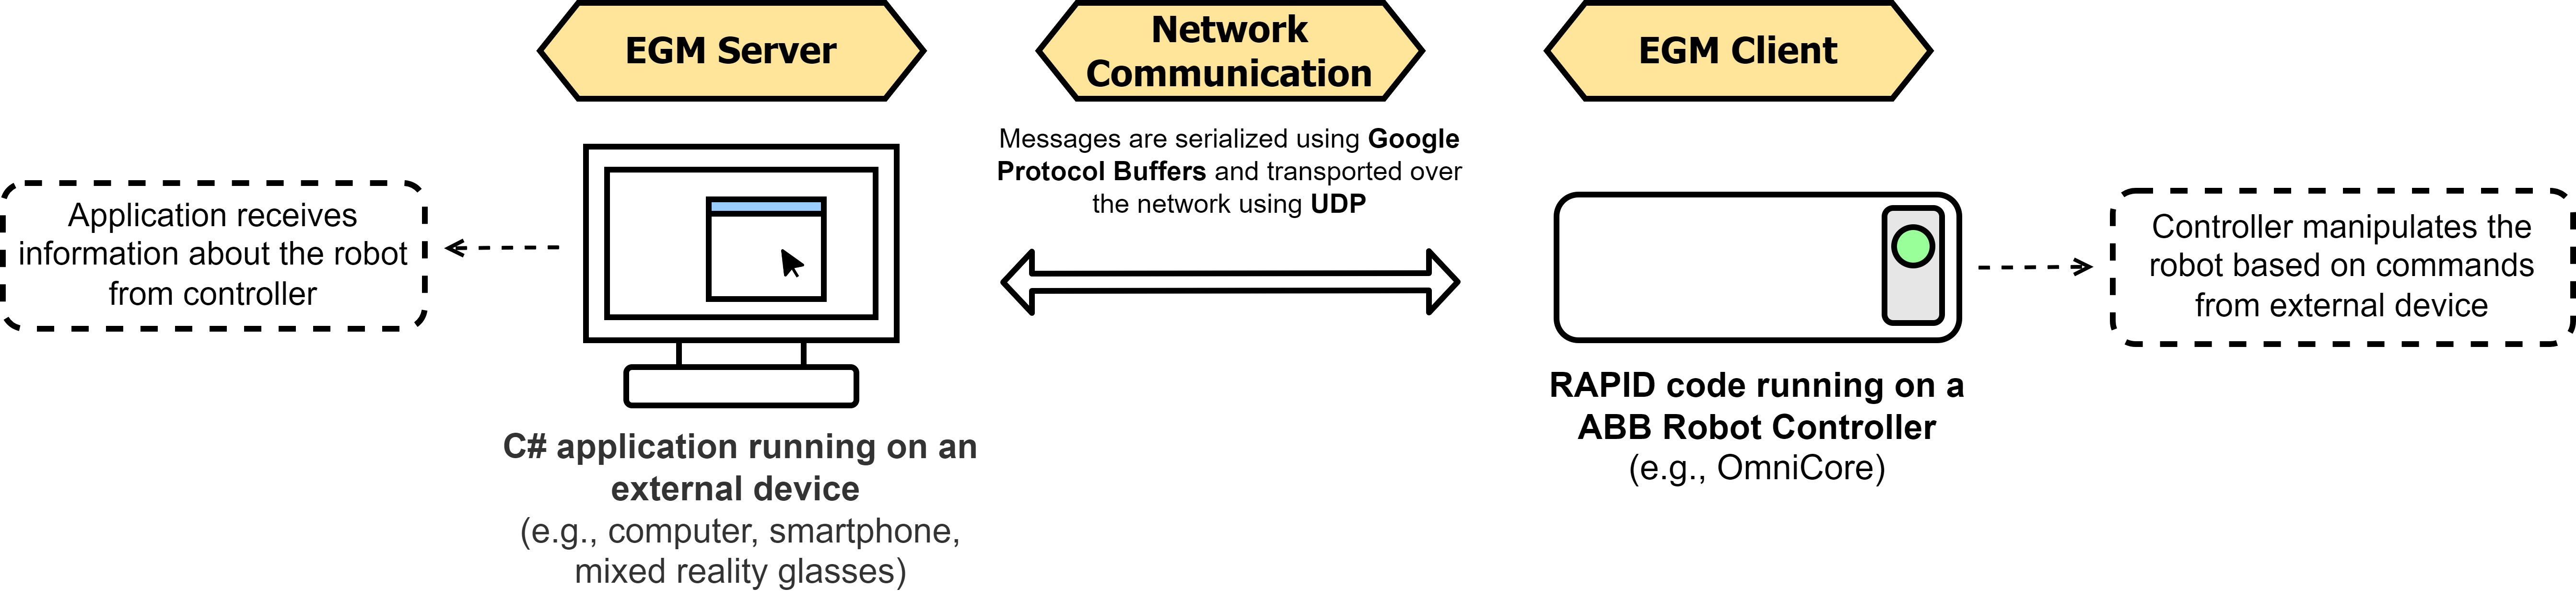 EGM Server
Network
Communication
EGM Client
Messages are serialized using Google
Protocol Buffers and transported over
the network using UDP
Application receives
information about the robot
from controller
Controller manipulates the
robot based on commands
from external device
C# application running on an
external device
(e.g., computer, smartphone,
mixed reality glasses)
RAPID code running on a
ABB Robot Controller
(e.g., OmniCore)